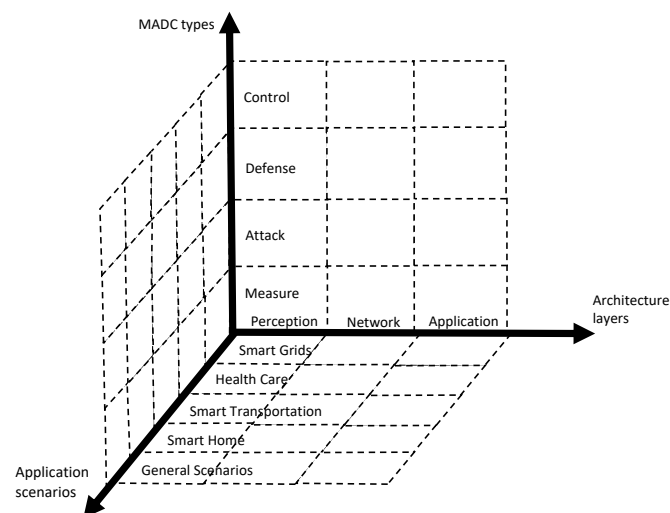 MADC types
Control
Defense
Attack
Measure
Perception Network Application
Architecture
layers
Smart Grids
Health Care
Smart Transportation
Smart Home
General Scenarios
Application
scenarios